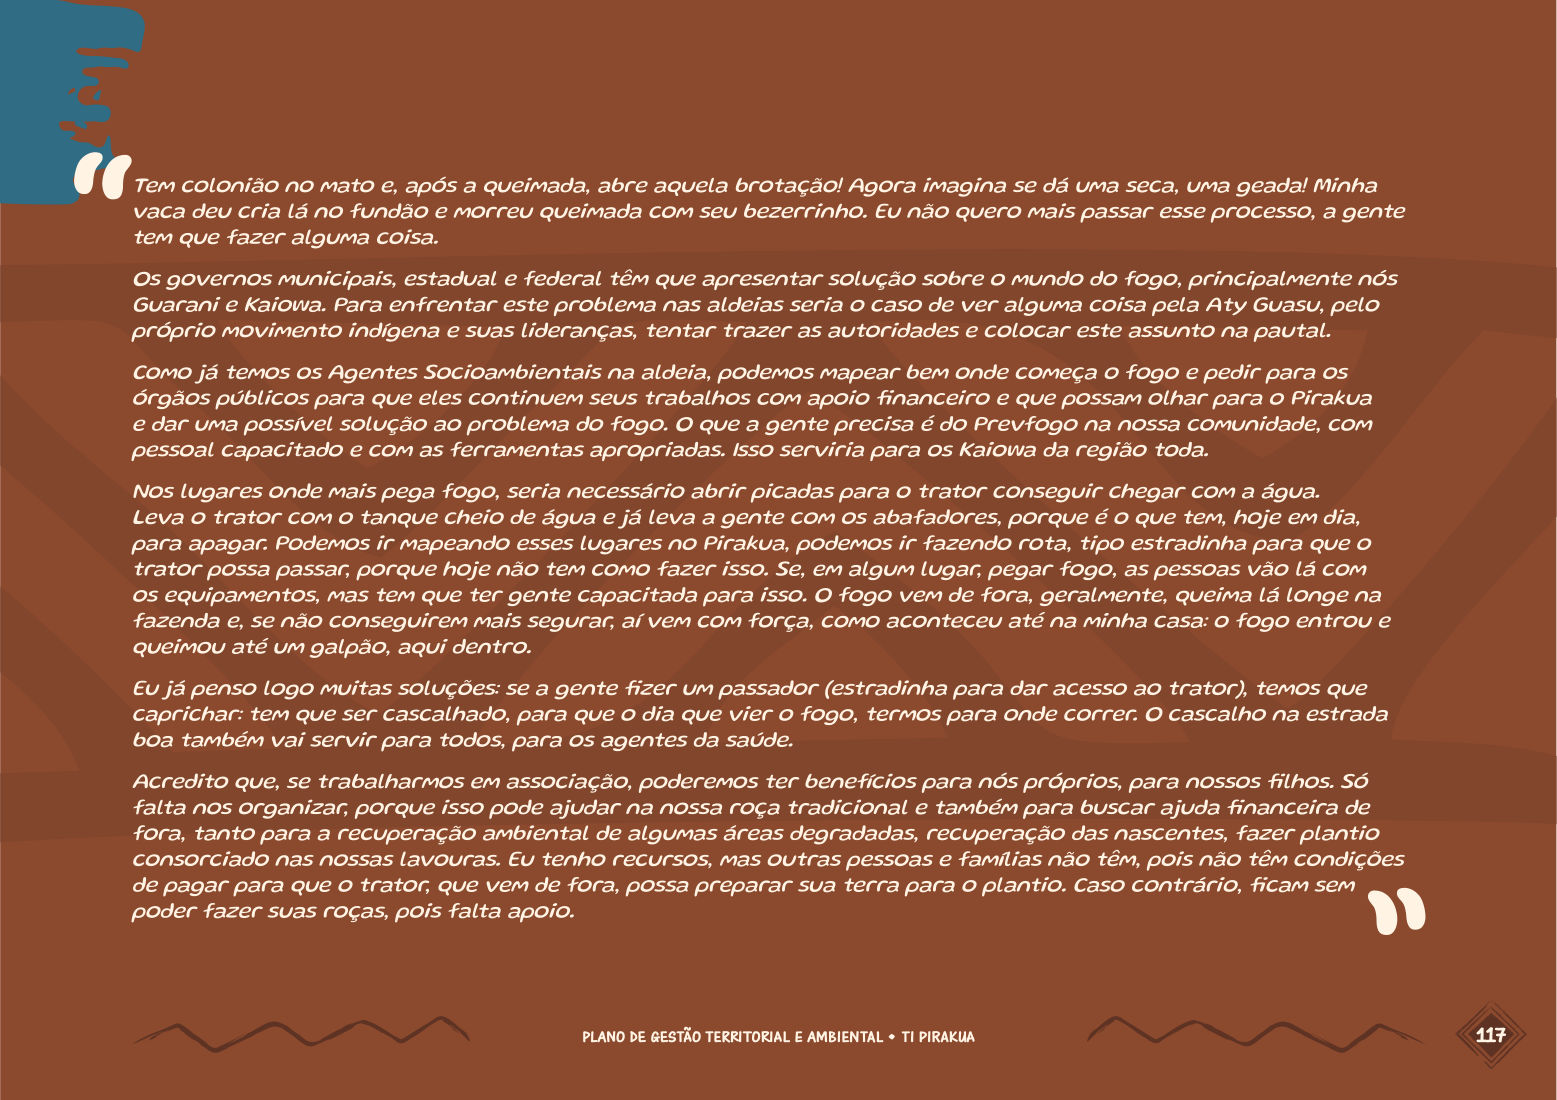 “
Tem colonião no mato e, após a queimada, abre aquela brotação! Agora imagina se dá uma seca, uma geada! Minha
vaca deu cria lá no fundão e morreu queimada com seu bezerrinho. Eu não quero mais passar esse processo, a gente
tem que fazer alguma coisa.
Os governos municipais, estadual e federal têm que apresentar solução sobre o mundo do fogo, principalmente nós
Guarani e Kaiowa. Para enfrentar este problema nas aldeias seria o caso de ver alguma coisa pela Aty Guasu, pelo
próprio movimento indígena e suas lideranças, tentar trazer as autoridades e colocar este assunto na pautal.
Como já temos os Agentes Socioambientais na aldeia, podemos mapear bem onde começa o fogo e pedir para os
órgãos públicos para que eles continuem seus trabalhos com apoio financeiro e que possam olhar para o Pirakua
e dar uma possível solução ao problema do fogo. O que a gente precisa é do Prevfogo na nossa comunidade, com
pessoal capacitado e com as ferramentas apropriadas. Isso serviria para os Kaiowa da região toda.
Nos lugares onde mais pega fogo, seria necessário abrir picadas para o trator conseguir chegar com a água.
Leva o trator com o tanque cheio de água e já leva a gente com os abafadores, porque é o que tem, hoje em dia,
para apagar. Podemos ir mapeando esses lugares no Pirakua, podemos ir fazendo rota, tipo estradinha para que o
trator possa passar, porque hoje não tem como fazer isso. Se, em algum lugar, pegar fogo, as pessoas vão lá com
os equipamentos, mas tem que ter gente capacitada para isso. O fogo vem de fora, geralmente, queima lá longe na
fazenda e, se não conseguirem mais segurar, aí vem com força, como aconteceu até na minha casa: o fogo entrou e
queimou até um galpão, aqui dentro.
Eu já penso logo muitas soluções: se a gente fizer um passador (estradinha para dar acesso ao trator), temos que
caprichar: tem que ser cascalhado, para que o dia que vier o fogo, termos para onde correr. O cascalho na estrada
boa também vai servir para todos, para os agentes da saúde.
Acredito que, se trabalharmos em associação, poderemos ter benefícios para nós próprios, para nossos filhos. Só
falta nos organizar, porque isso pode ajudar na nossa roça tradicional e também para buscar ajuda financeira de
fora, tanto para a recuperação ambiental de algumas áreas degradadas, recuperação das nascentes, fazer plantio
consorciado nas nossas lavouras. Eu tenho recursos, mas outras pessoas e famílias não têm, pois não têm condições
de pagar para que o trator, que vem de fora, possa preparar sua terra para o plantio. Caso contrário, ficam sem
poder fazer suas roças, pois falta apoio.
”
PLANO DE GESTÃO TERRITORIAL E AMBIENTAL • TI PIRAKUA
117